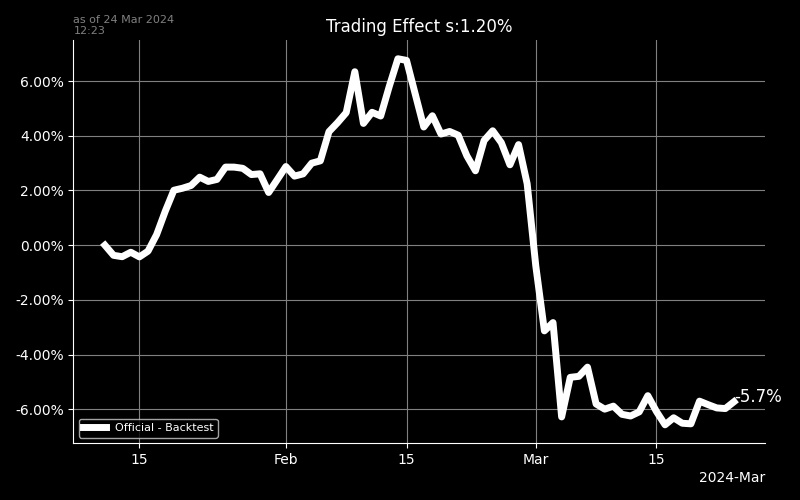 as of 24 Mar 2024
12:23
Trading Effect s:1.20%
6.00%
4.00%
2.00%
0.00%
-2.00%
-4.00%
-6.00%
-5.7%
Official - Backtest
15 Feb 15 Mar 15
2024-Mar